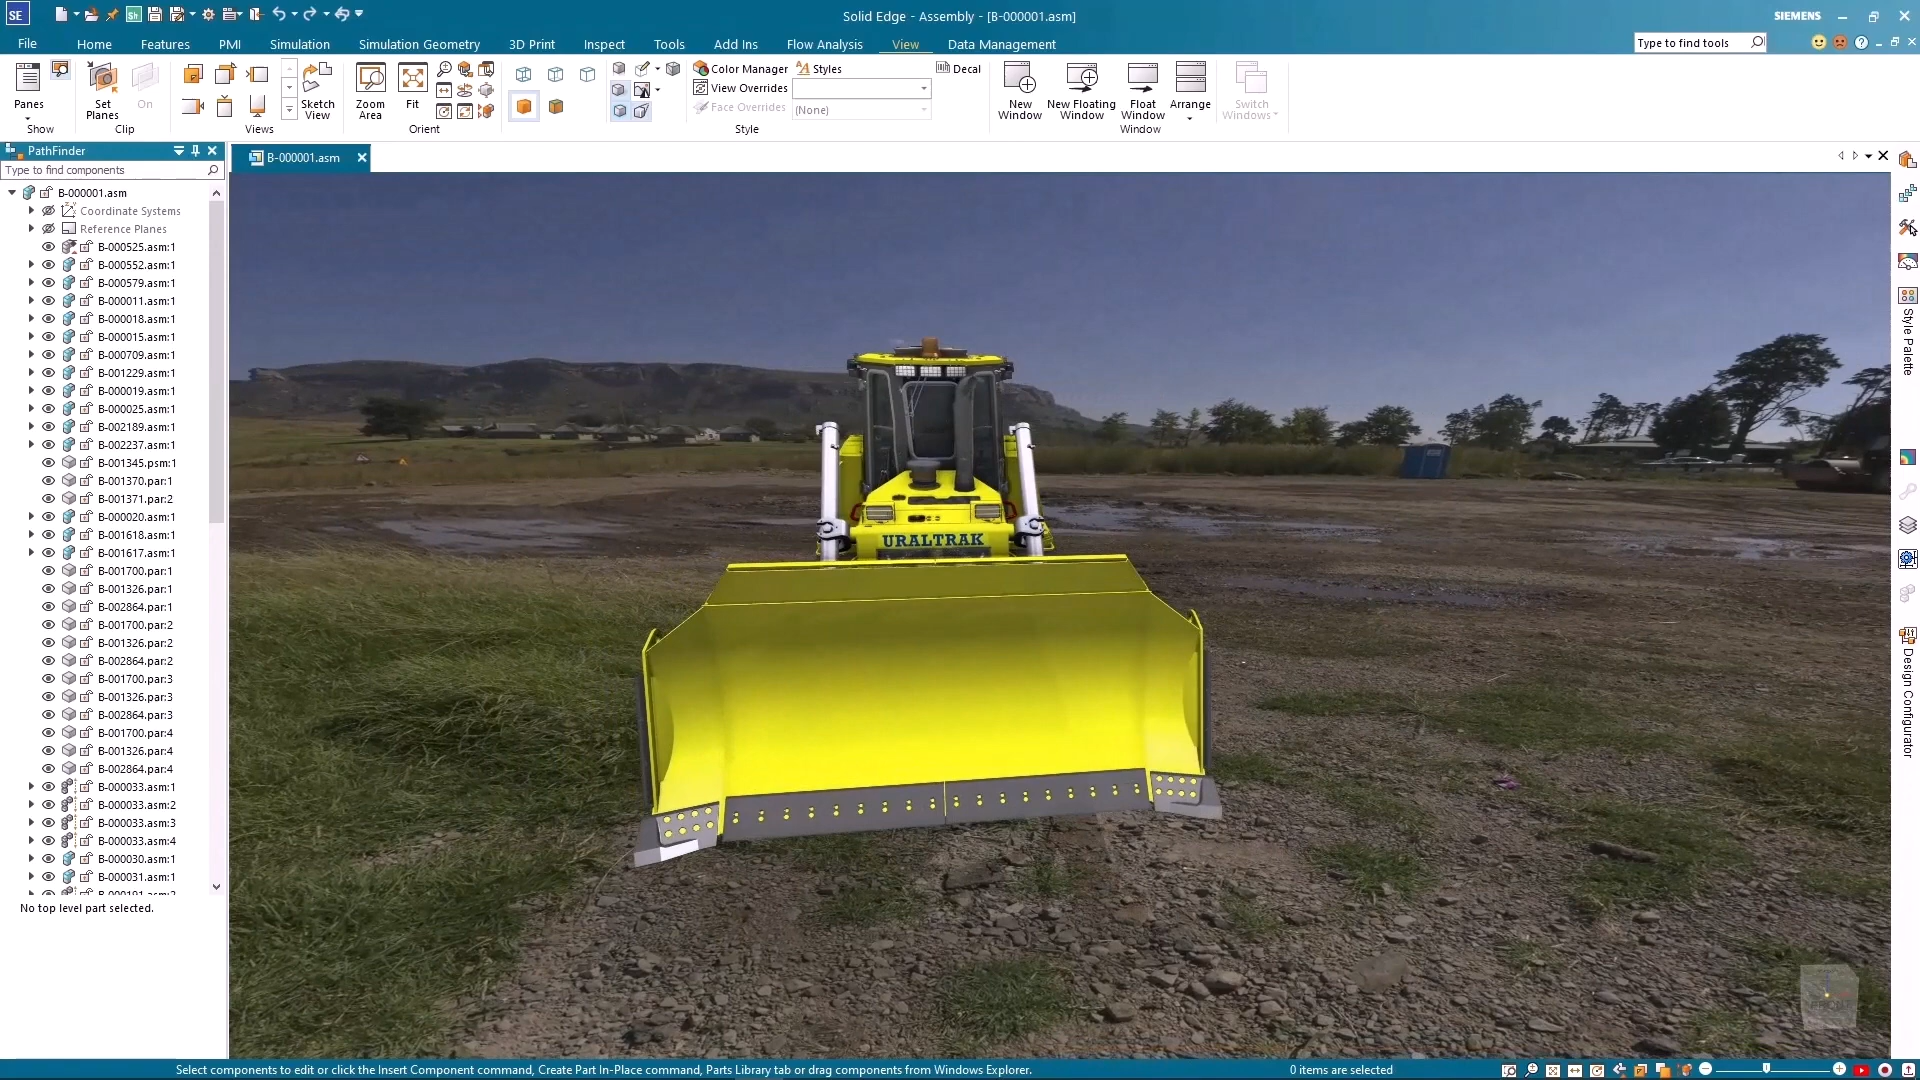 SE
Sh
Solid Edge - Assembly - [B-000001.asm]
SIEMENS
File
Home
Features
PMI
Simulation
Simulation Geometry
3D Print
Inspect
Tools
Add Ins
Flow Analysis
View
Data Management
Type to find tools
Panes
Set Planes
On
Sketch View
Zoom Area
Fit
Color Manager
Styles
View Overrides
Face Overrides
(None)
Decal
New Window
New Floating Window
Float Window
Arrange
Switch Windows
Show
Clip
Views
Orient
Style
Window
PathFinder
Type to find components
B-000001.asm
B-000001.asm
Coordinate Systems
Reference Planes
B-000525.asm:1
B-000552.asm:1
B-000579.asm:1
B-000011.asm:1
B-000018.asm:1
B-000015.asm:1
B-000709.asm:1
B-001229.asm:1
B-000019.asm:1
B-000025.asm:1
B-002189.asm:1
B-002237.asm:1
B-001345.psm:1
B-001370.par:1
B-001371.par:2
B-000020.asm:1
B-001618.asm:1
B-001617.asm:1
B-001700.par:1
B-001326.par:1
B-002864.par:1
B-001700.par:2
B-001326.par:2
B-002864.par:2
B-001700.par:3
B-001326.par:3
B-002864.par:3
B-001700.par:4
B-001326.par:4
B-002864.par:4
B-000033.asm:1
B-000033.asm:2
B-000033.asm:3
B-000033.asm:4
B-000030.asm:1
B-000031.asm:1
B-000191.asm:2
No top level part selected.
URALTRAK
FRONT
Style Palette
Design Configurator
Select components to edit or click the Insert Component command, Create Part In-Place command, Parts Library tab or drag components from Windows Explorer.
0 items are selected